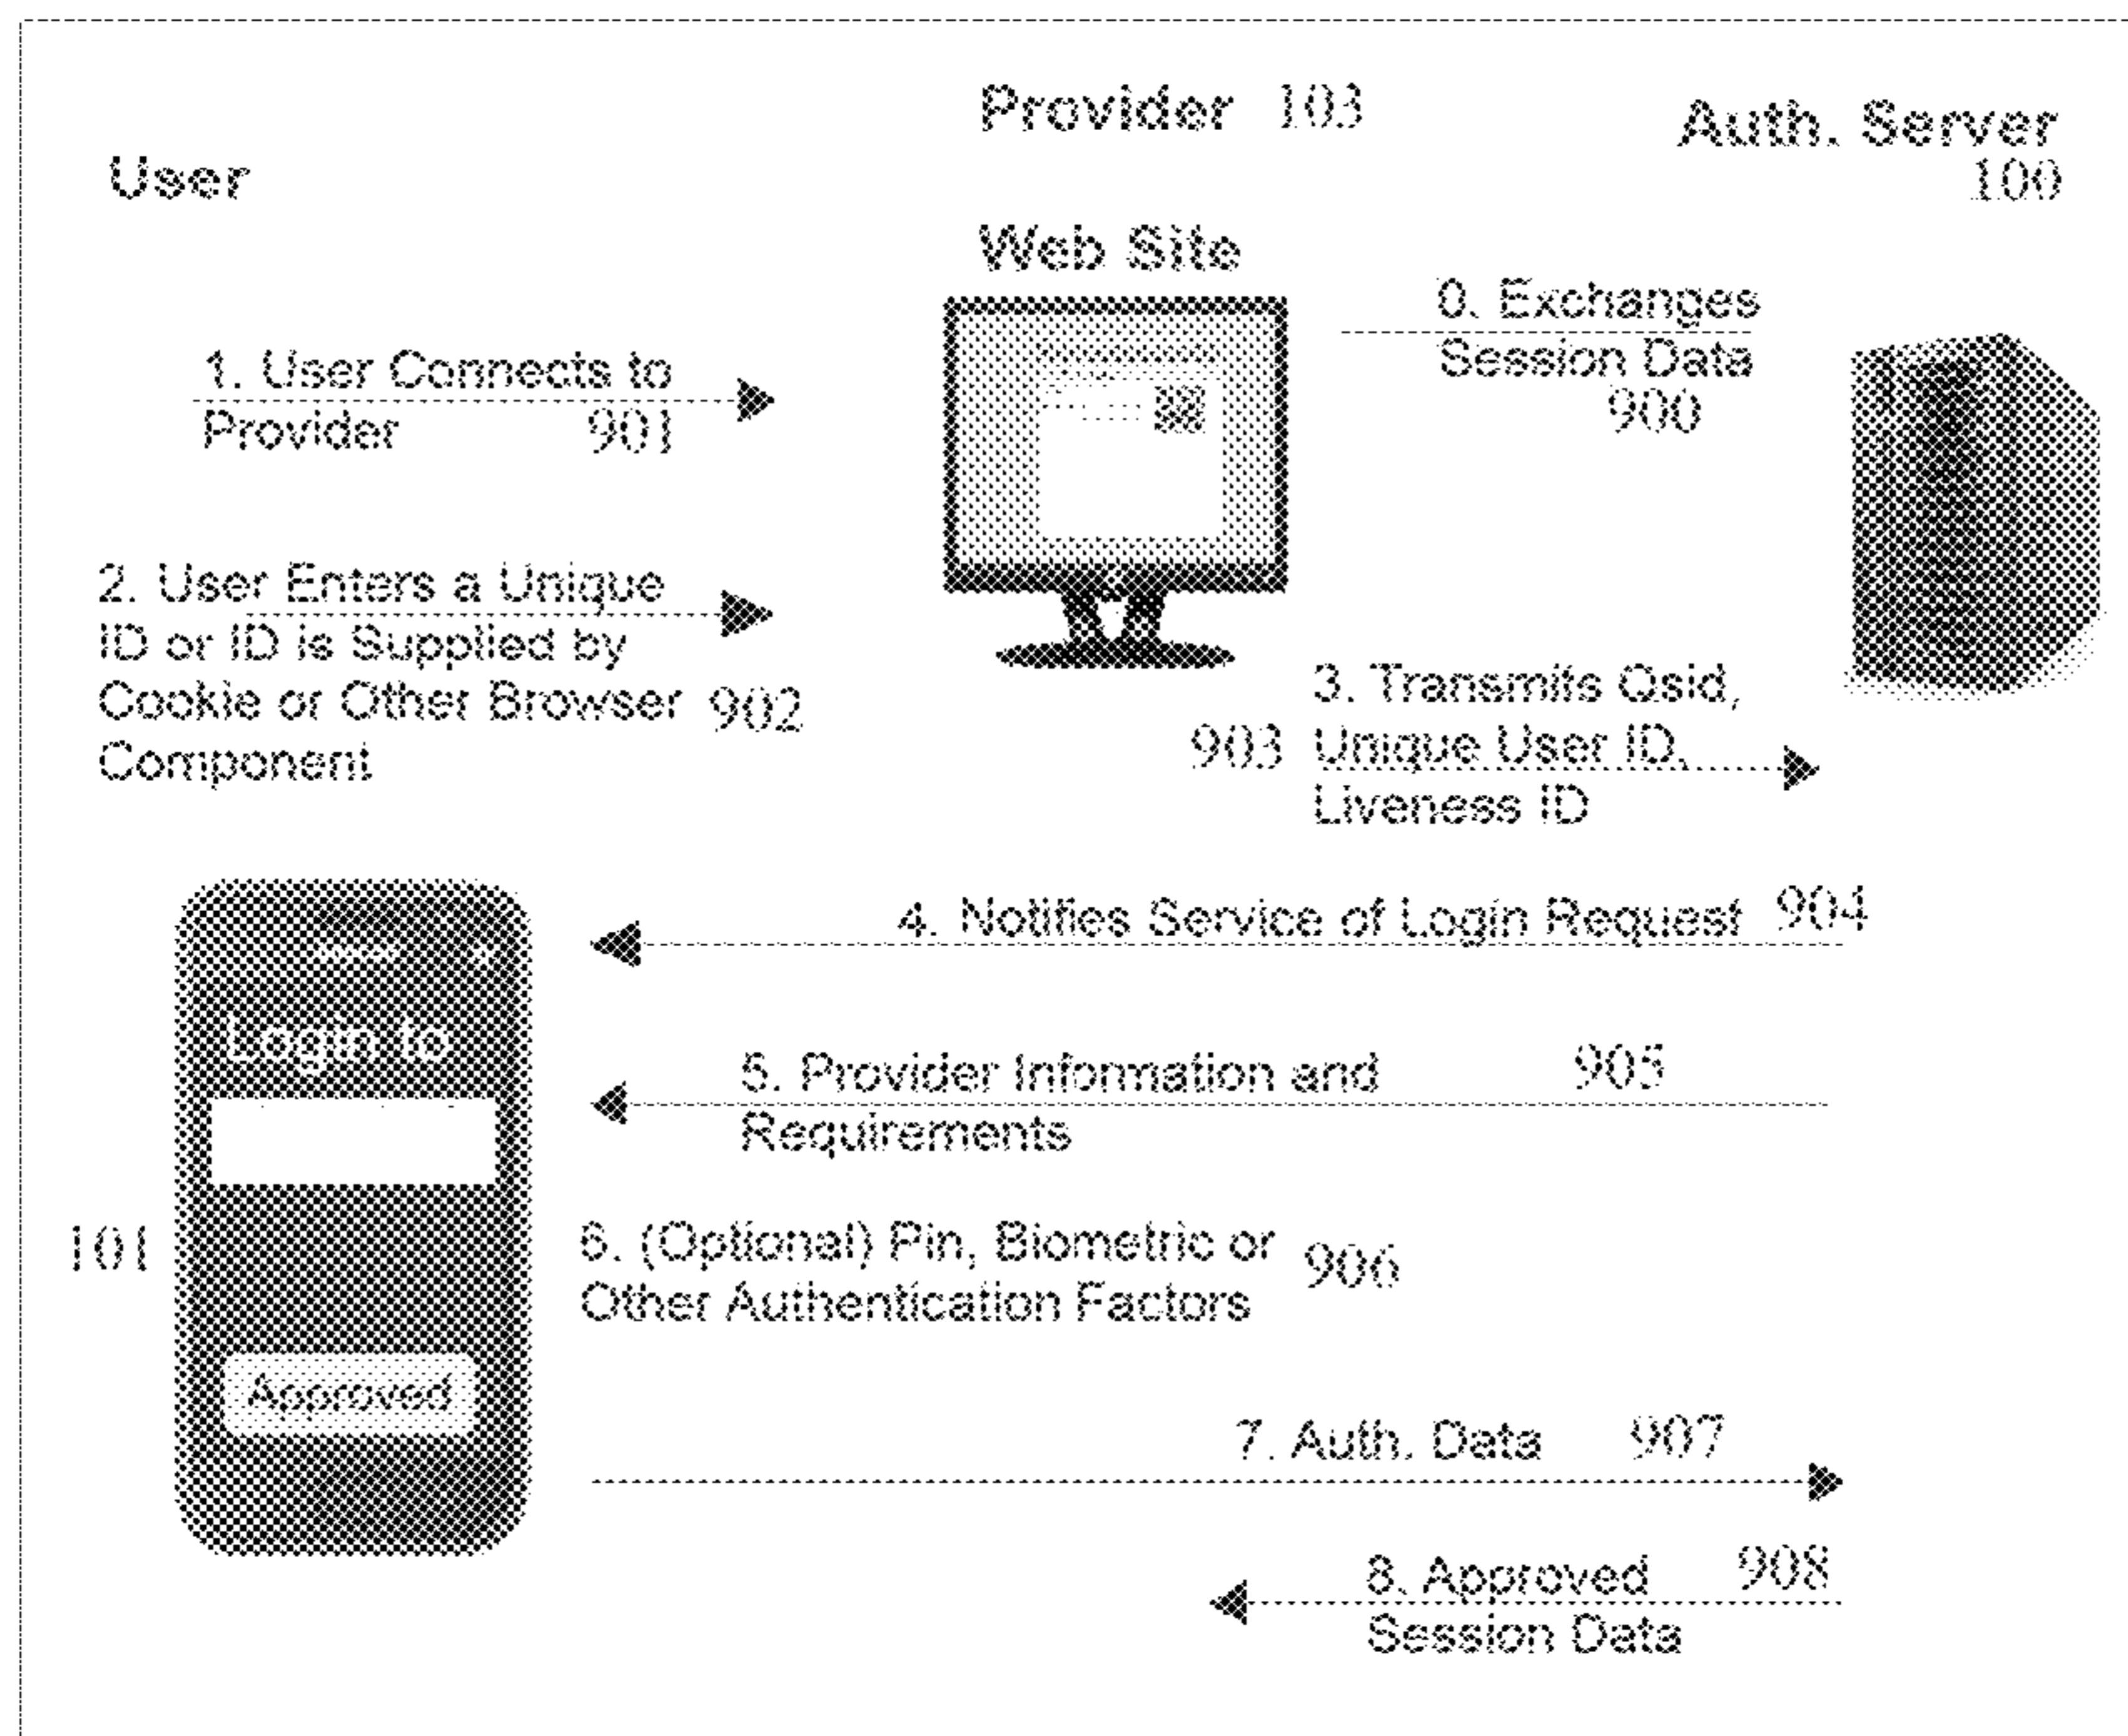 Provider 103
Auth. Server
100
User
Web Site
0. Exchanges
Session Data
900
1. User Connects to
Provider 901
2. User Enters a Unique
ID or ID is Supplied by
Cookie or Other Browser 902
Component
3. Transmits Qsid,
903 Unique User ID,
Liveness ID
4. Notifies Service of Login Request 904
Login to
5. Provider Information and 905
Requirements
101
6. (Optional) Pin, Biometric or 906
Other Authentication Factors
Approved
7. Auth. Data 907
8. Approved 908
Session Data